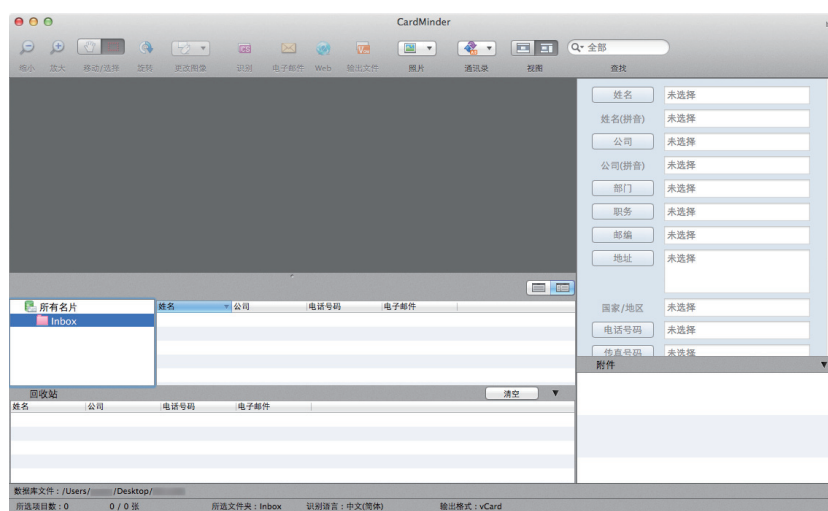 CardMinder
全部
缩小 放大 移动/选择 旋转 更改图像 识别 电子邮件 Web 输出文件 照片 通讯录 视图 查找
姓名 未选择
姓名(拼音) 未选择
公司 未选择
公司(拼音) 未选择
部门 未选择
职务 未选择
邮编 未选择
地址 未选择
国家/地区 未选择
电话号码 未选择
传真号码 未选择
附件
所有名片
Inbox
姓名 公司 电话号码 电子邮件
回收站 清空
姓名 公司 电话号码 电子邮件
数据库文件：/Users/ /Desktop/
所选项目数：0 0 / 0 张 所选文件夹：Inbox 识别语言：中文(简体) 输出格式：vCard